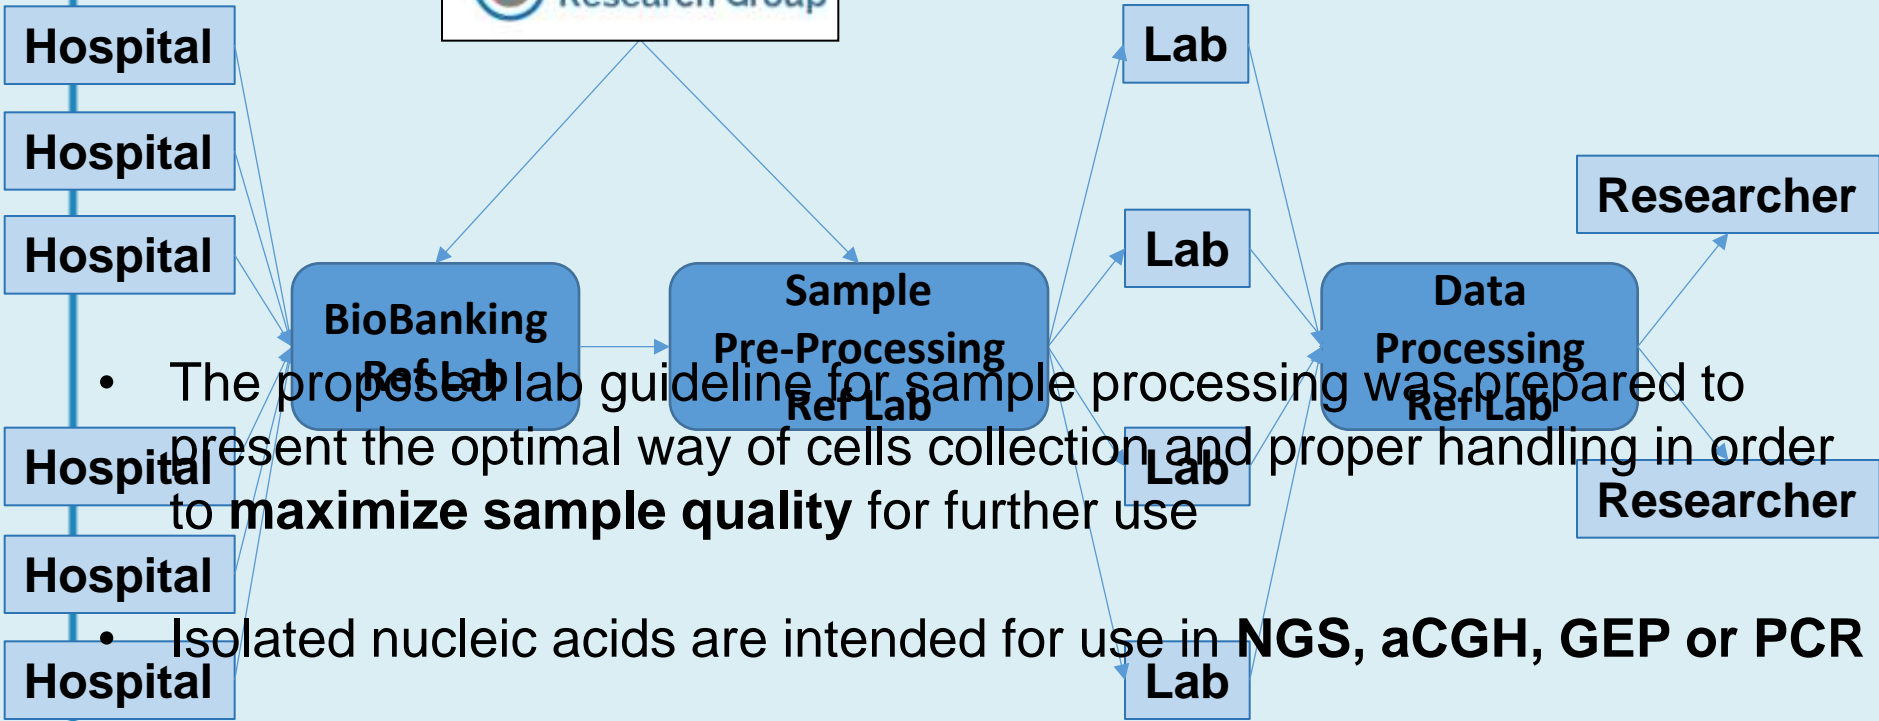 Research Group
Hospital
Hospital
Hospital
Hospital
Hospital
Hospital
BioBanking
Ref Lab
Sample
Pre-Processing
Ref Lab
Lab
Lab
Lab
Lab
Data
Processing
Ref Lab
Researcher
Researcher
• The proposed lab guideline for sample processing was prepared to
present the optimal way of cells collection and proper handling in order
to maximize sample quality for further use
• Isolated nucleic acids are intended for use in NGS, aCGH, GEP or PCR